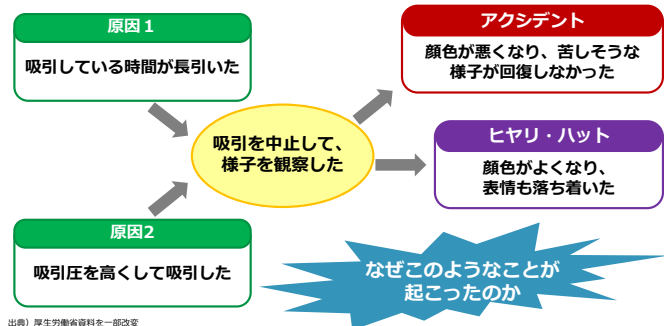 原因１
吸引している時間が長引いた
アクシデント
顔色が悪くなり、苦しそうな
様子が回復しなかった
吸引を中止して、
様子を観察した
ヒヤリ・ハット
顔色がよくなり、
表情も落ち着いた
原因2
吸引圧を高くして吸引した
なぜこのようなことが
起こったのか
出典）厚生労働省資料を一部改変